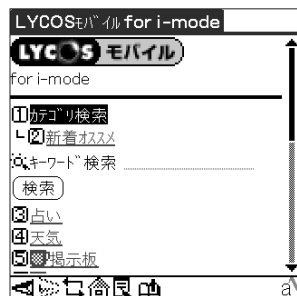 LYCOSﾓﾊﾞｲﾙ for i-mode
LYCOS モバイル
for i-mode
1 ｶﾃｺﾞﾘ検索
└2 新着ｵｽｽﾒ
ｷｰﾜｰﾄﾞ検索
検索
3 占い
4 天気
5 掲示板
a